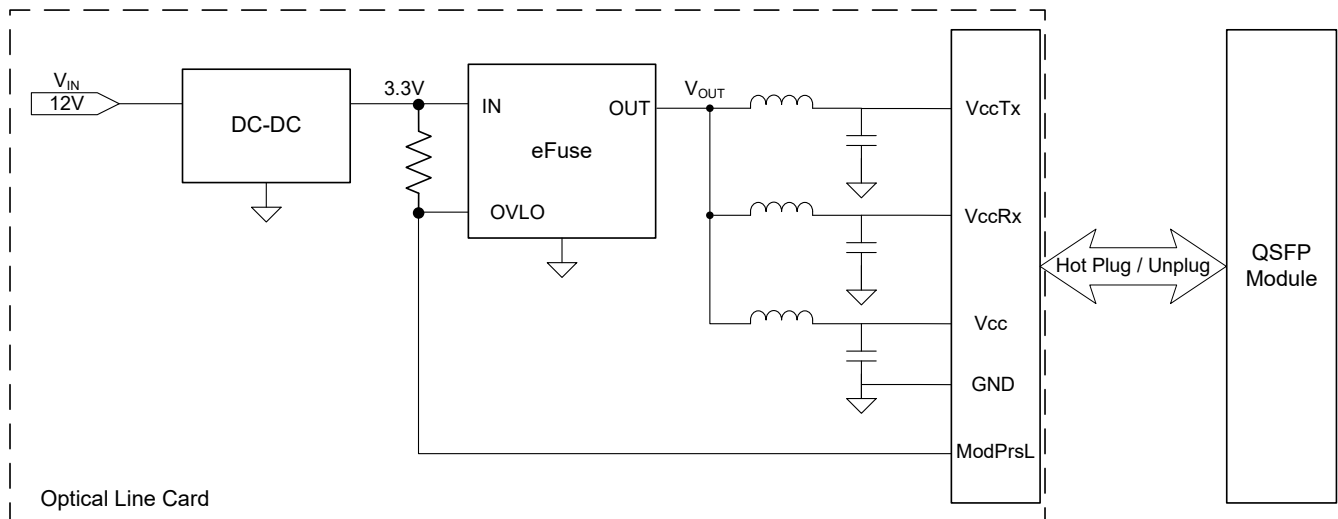 V_IN
12V
DC-DC
3.3V
IN
OUT
eFuse
OVLO
V_OUT
VccTx
VccRx
Vcc
GND
ModPrsL
Hot Plug / Unplug
QSFP
Module
Optical Line Card